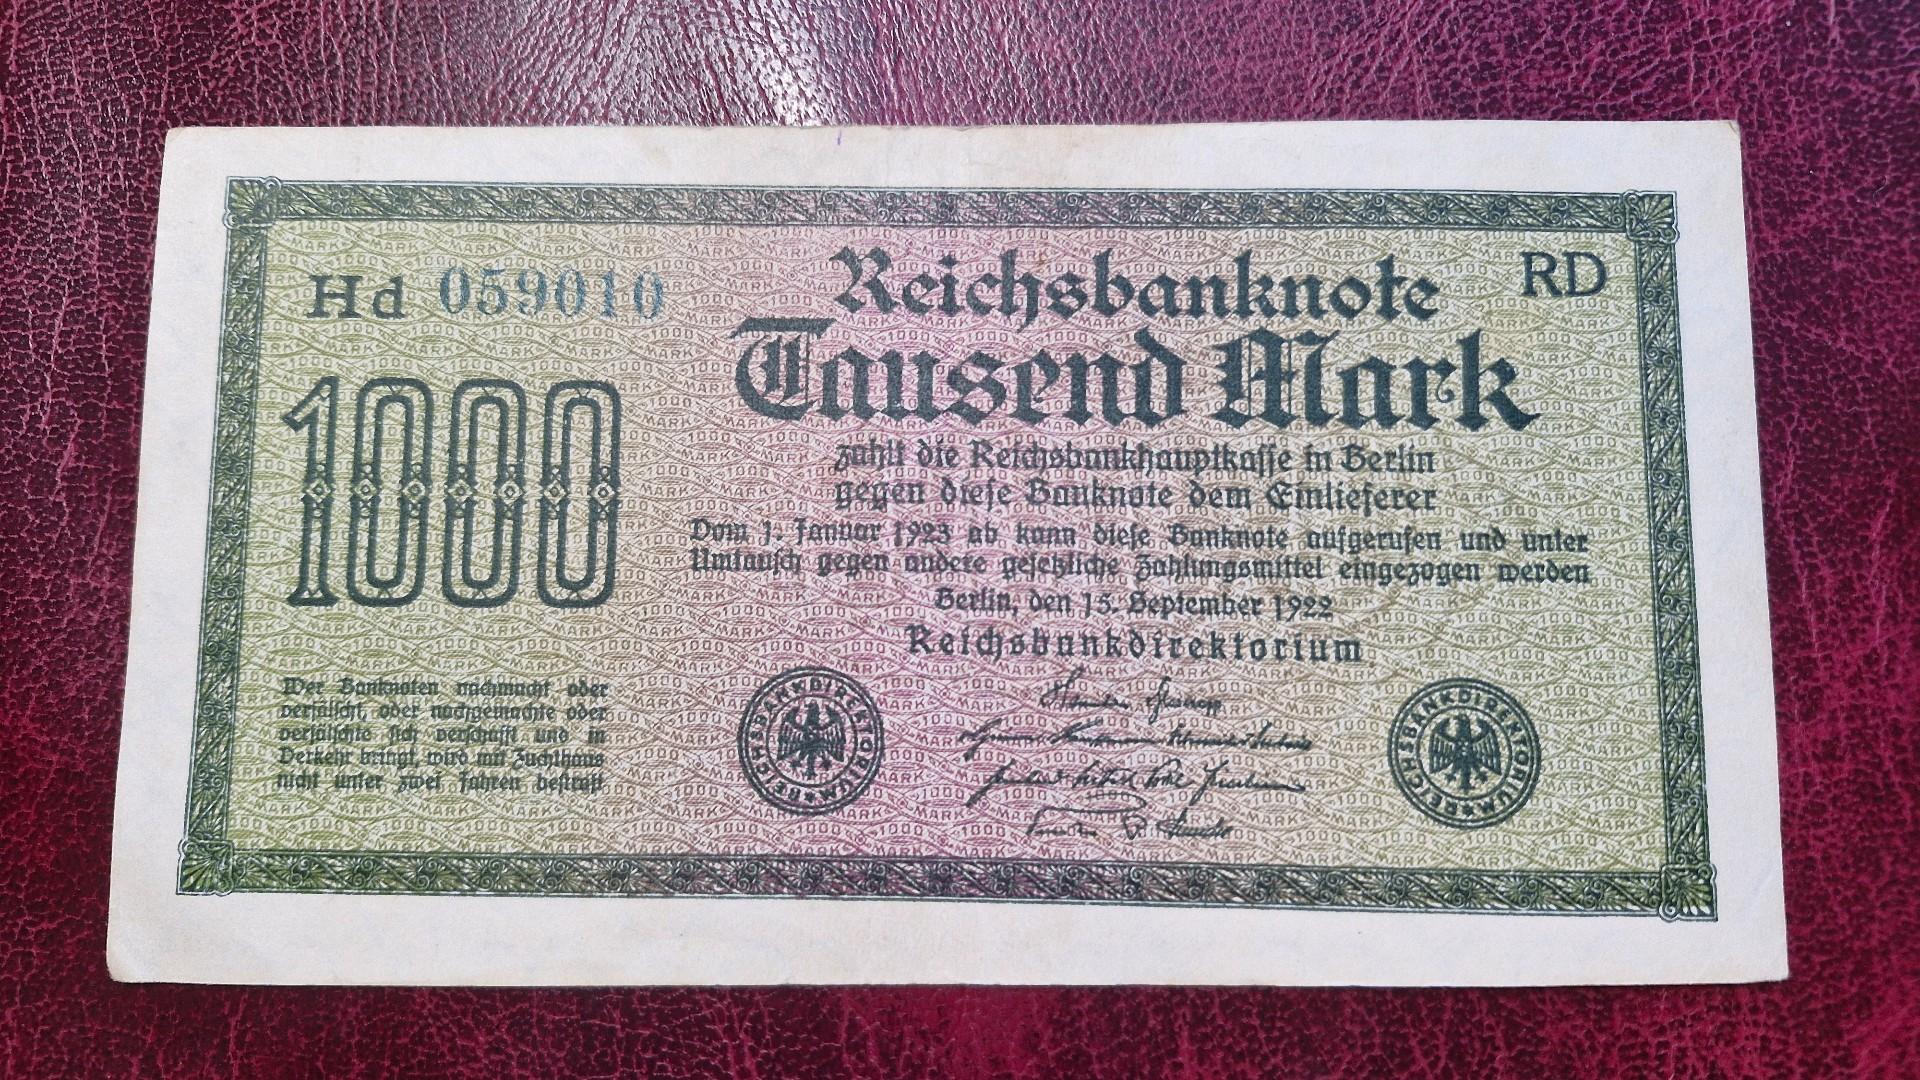 Hd 059010
Reichsbanknote
RD
Tausend Mark
1000
zahlt die Reichsbankhauptkasse in Berlin
gegen diese Banknote dem Einlieferer
Vom 1. Januar 1923 ab kann diese Banknote aufgerufen und unter
Umtausch gegen andere gesetzliche Zahlungsmittel eingezogen werden
Berlin, den 15. September 1922
Reichsbankdirektorium
Wer Banknoten nachmacht oder
verfälscht, oder nachgemachte oder
verfälschte sich verschafft und in
Verkehr bringt, wird mit Zuchthaus
nicht unter zwei Jahren bestraft
REICHSBANKDIREKTORIUM
REICHSBANKDIREKTORIUM